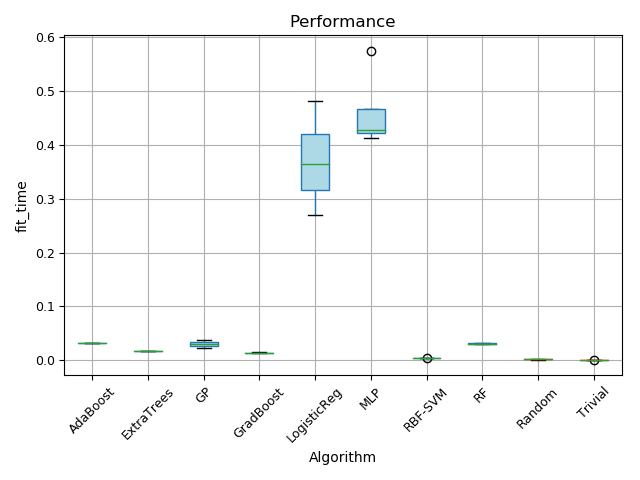 Performance
fit_time
0.6
0.5
0.4
0.3
0.2
0.1
0.0
AdaBoost
ExtraTrees
GP
GradBoost
LogisticReg
MLP
RBF-SVM
RF
Random
Trivial
Algorithm